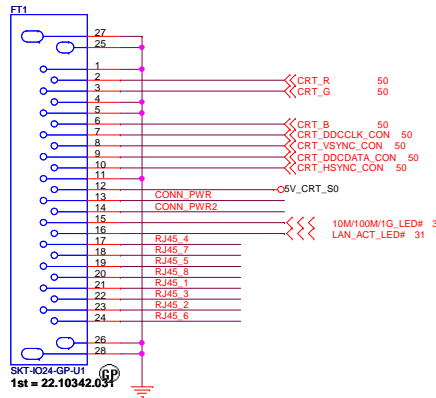 FT1
27
25
1
2 CRT_R 50
3 CRT_G 50
4
5
6 CRT_B 50
7 CRT_DDCCLK_CON 50
8 CRT_VSYNC_CON 50
9 CRT_DDCDATA_CON 50
10 CRT_HSYNC_CON 50
11
12 5V_CRT_S0
13 CONN_PWR
14 CONN_PWR2
15 10M/100M/1G_LED# 3
16 LAN_ACT_LED# 31
17 RJ45_4
18 RJ45_7
19 RJ45_5
20 RJ45_8
21 RJ45_1
22 RJ45_3
23 RJ45_2
24 RJ45_6
26
28
SKT-IO24-GP-U1 GP
1st = 22.10342.031